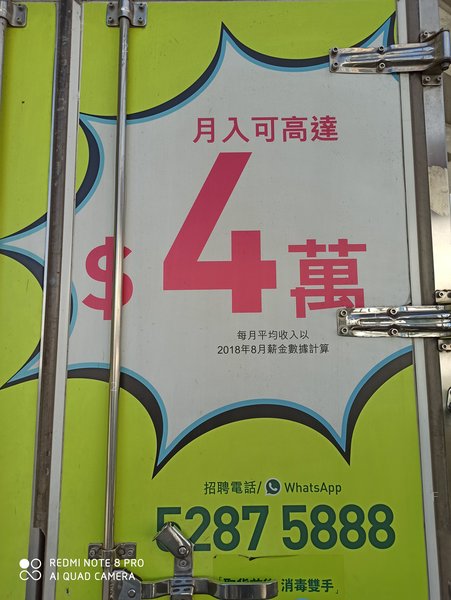 月入可高達
$4萬
每月平均收入以
2018年8月薪金數據計算
招聘電話/ WhatsApp
5287 5888
消毒雙手」
REDMI NOTE 8 PRO
AI QUAD CAMERA